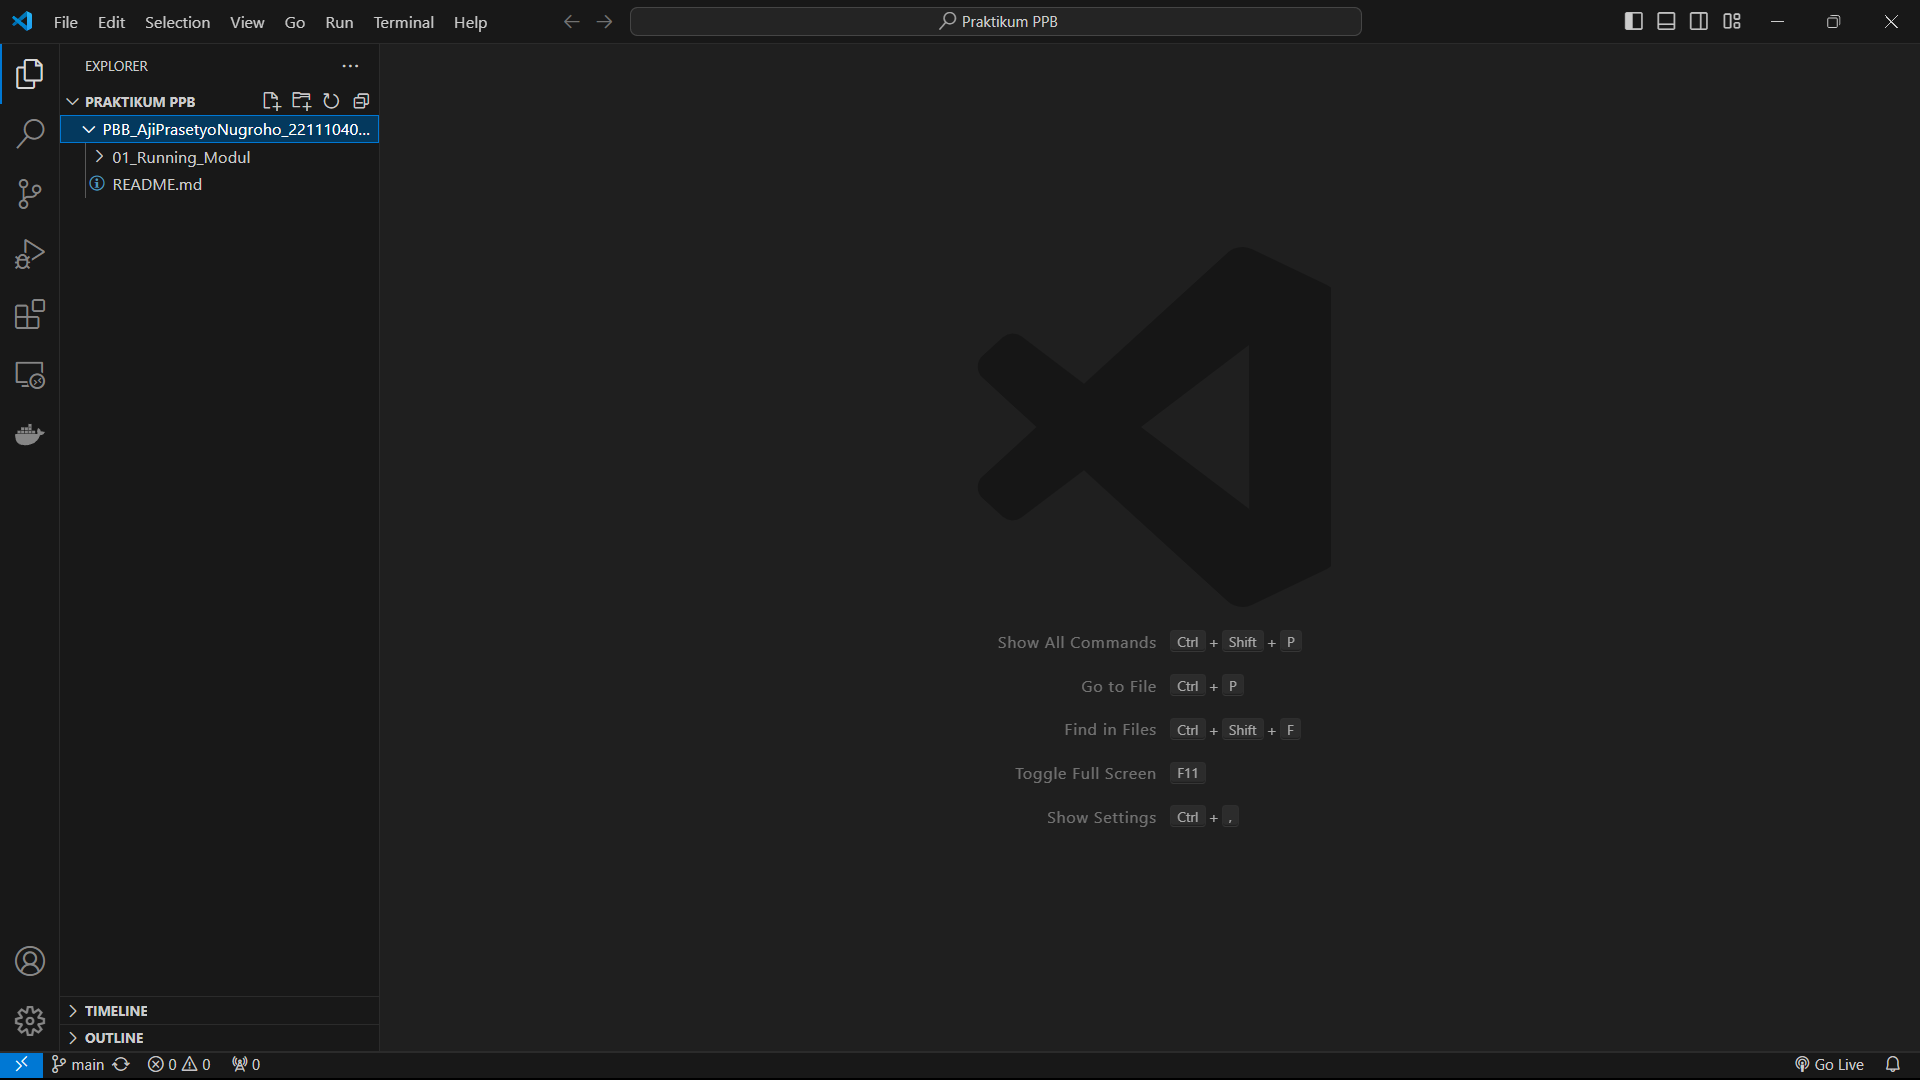 File Edit Selection View Go Run Terminal Help
Praktikum PPB
EXPLORER
PRAKTIKUM PPB
PBB_AjiPrasetyoNugroho_22111040...
01_Running_Modul
README.md
Show All Commands Ctrl + Shift + P
Go to File Ctrl + P
Find in Files Ctrl + Shift + F
Toggle Full Screen F11
Show Settings Ctrl + ,
TIMELINE
OUTLINE
main 0 0 0 Go Live